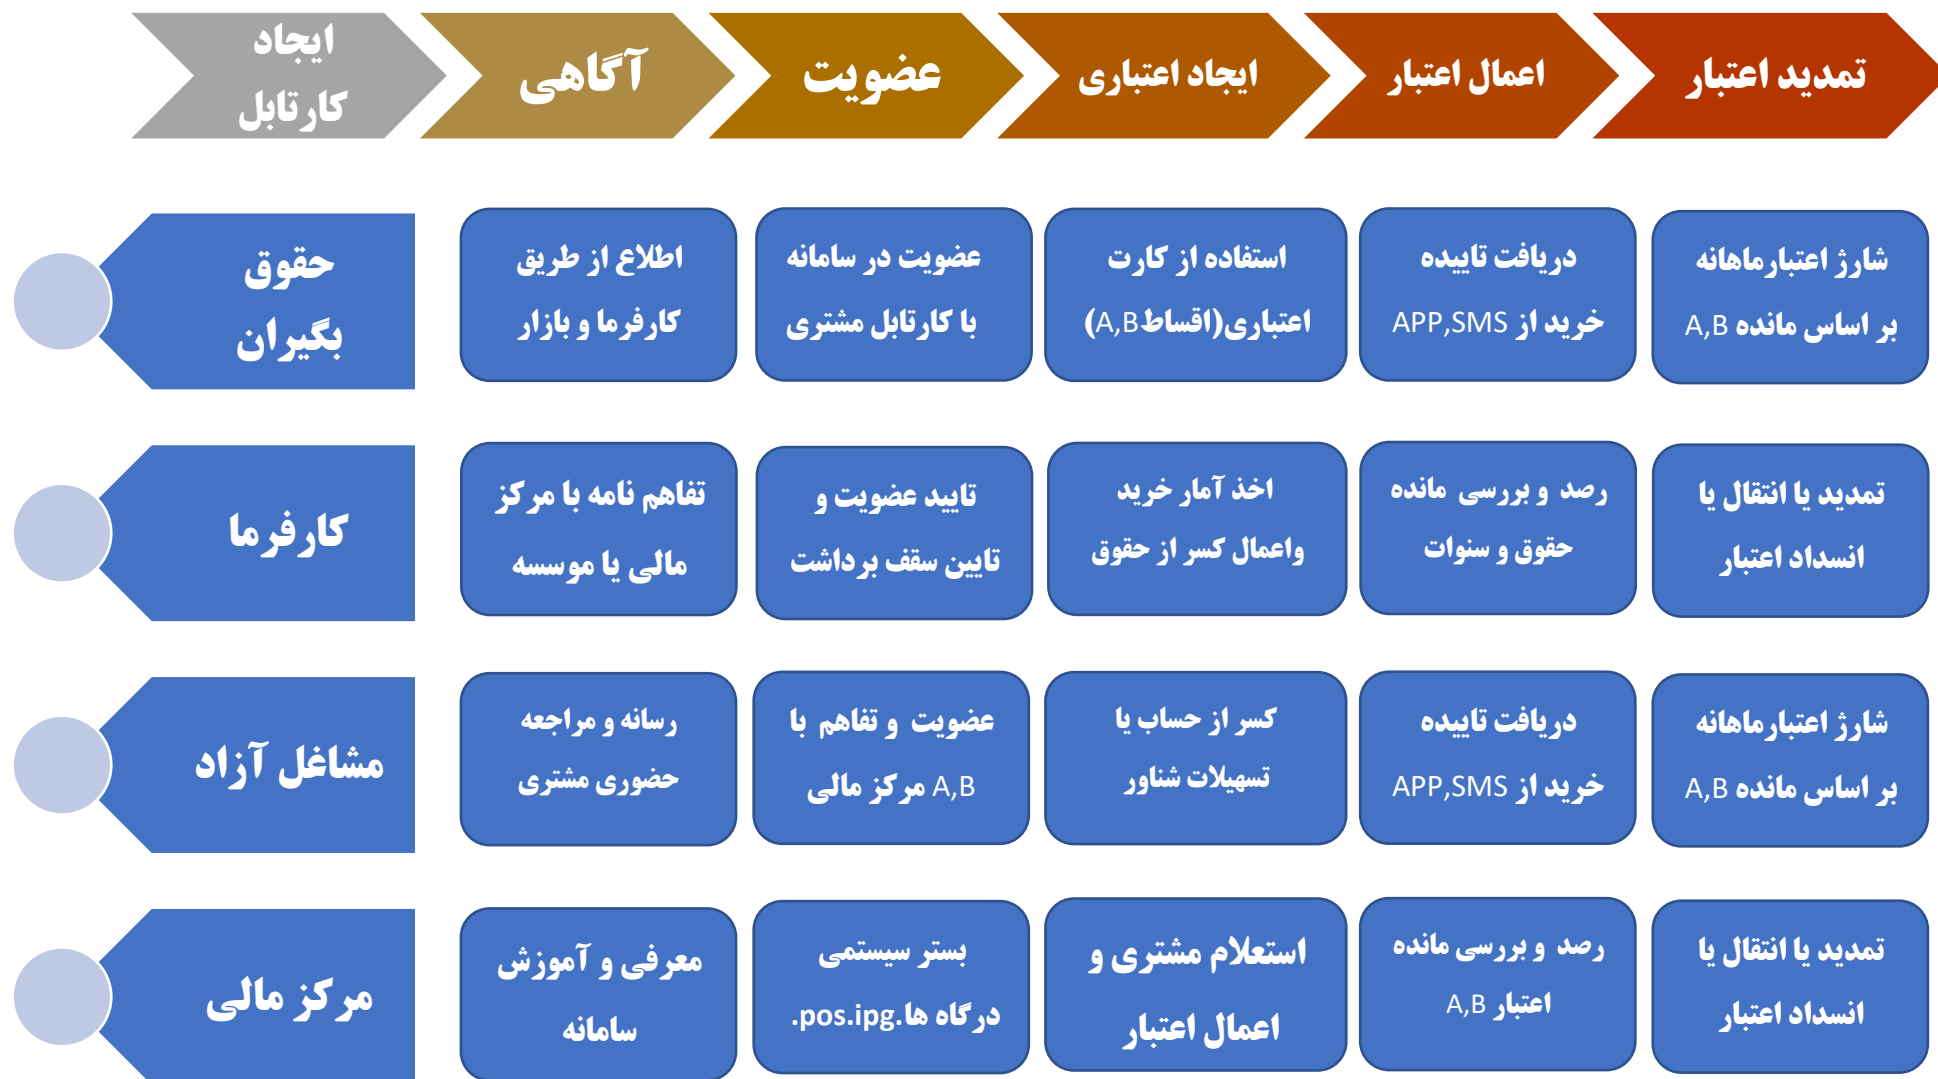 ایجاد
کارتابل
آگاهی
عضویت
ایجاد اعتباری
اعمال اعتبار
تمدید اعتبار
حقوق
بگیران
اطلاع از طریق
کارفرما و بازار
عضویت در سامانه
با کارتابل مشتری
استفاده از کارت
اعتباری(اقساطA,B)
دریافت تاییده
خرید از APP,SMS
شارژ اعتبارماهانه
بر اساس مانده A,B
کارفرما
تفاهم نامه با مرکز
مالی یا موسسه
تایید عضویت و
تایین سقف برداشت
اخذ آمار خرید
واعمال کسر از حقوق
رصد و بررسی مانده
حقوق و سنوات
تمدید یا انتقال یا
انسداد اعتبار
مشاغل آزاد
رسانه و مراجعه
حضوری مشتری
عضویت و تفاهم با
مرکز مالی A,B
کسر از حساب یا
تسهیلات شناور
دریافت تاییده
خرید از APP,SMS
شارژ اعتبارماهانه
بر اساس مانده A,B
مرکز مالی
معرفی و آموزش
سامانه
بستر سیستمی
درگاه ها.pos.ipg.
استعلام مشتری و
اعمال اعتبار
رصد و بررسی مانده
اعتبار A,B
تمدید یا انتقال یا
انسداد اعتبار